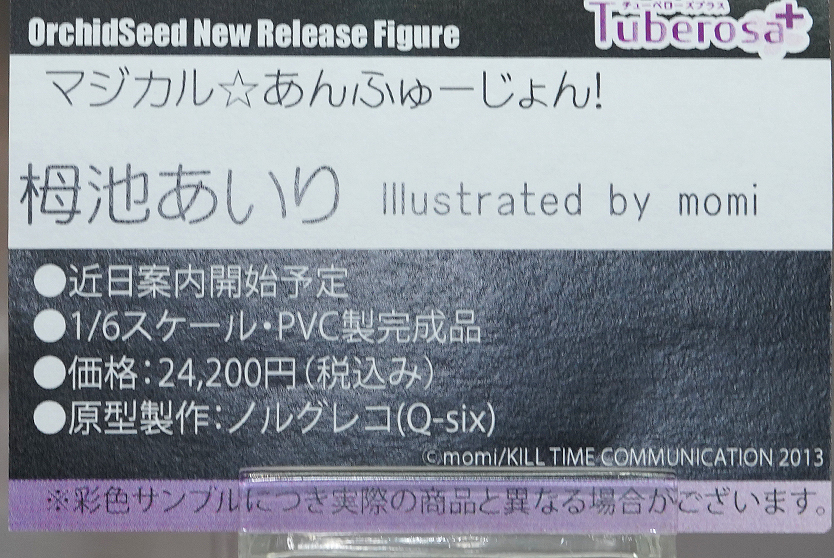 OrchidSeed New Release Figure
チューベローズプラス
Tuberosa+
マジカル☆あんふゅーじょん!
栂池あいり Illustrated by momi
●近日案内開始予定
●1/6スケール・PVC製完成品
●価格：24,200円(税込み)
●原型製作：ノルグレコ(Q-six)
©momi/KILL TIME COMMUNICATION 2013
※彩色サンプルにつき実際の商品と異なる場合がございます。